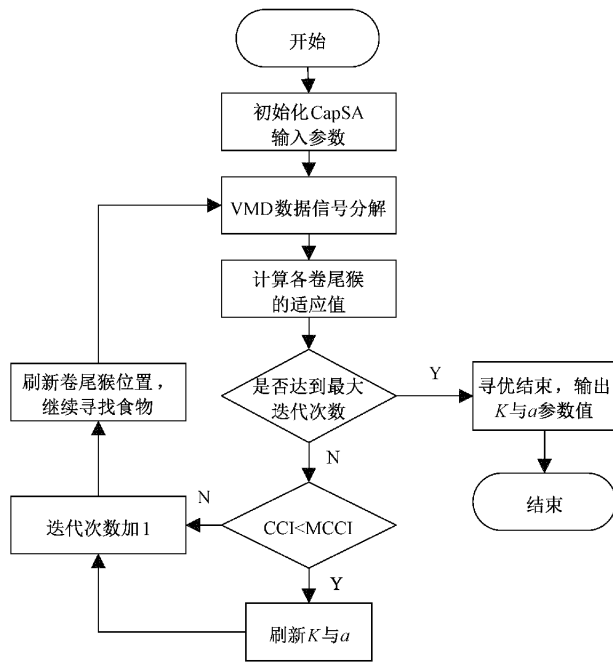 开始
初始化CapSA
输入参数
VMD数据信号分解
计算各卷尾猴
的适应值
刷新卷尾猴位置，
继续寻找食物
是否达到最大
迭代次数
Y
寻优结束，输出
K与a参数值
N
结束
N
迭代次数加1
CCI<MCCI
Y
刷新K与a